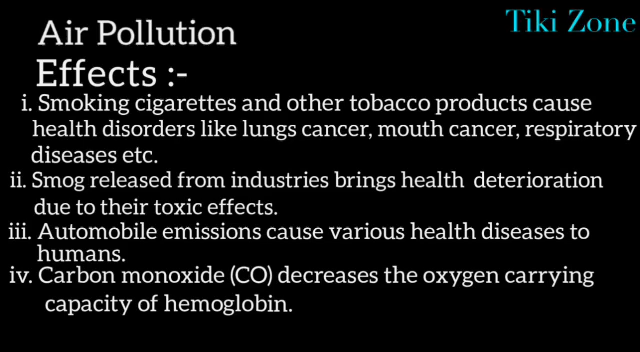 Tiki Zone
Air Pollution
Effects :-
i. Smoking cigarettes and other tobacco products cause
health disorders like lungs cancer, mouth cancer, respiratory
diseases etc.
ii. Smog released from industries brings health deterioration
due to their toxic effects.
iii. Automobile emissions cause various health diseases to
humans.
iv. Carbon monoxide (CO) decreases the oxygen carrying
capacity of hemoglobin.